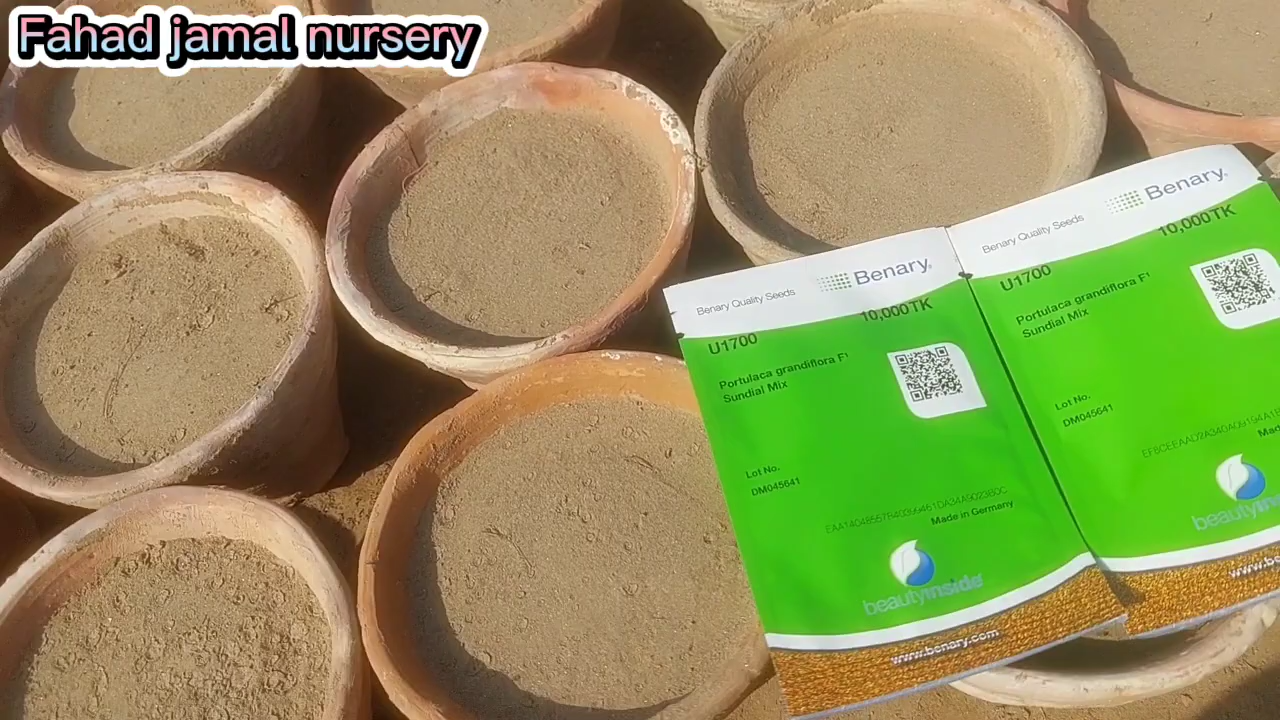 Fahad jamal nursery
Benary Quality Seeds
Benary®
10,000TK
U1700
Portulaca grandiflora F¹
Sundial Mix
Lot No.
DM045641
Made in Germany
beautyinside
www.benary.com
Benary Quality Seeds
Benary®
10,000TK
U1700
Portulaca grandiflora F¹
Sundial Mix
Lot No.
DM045641